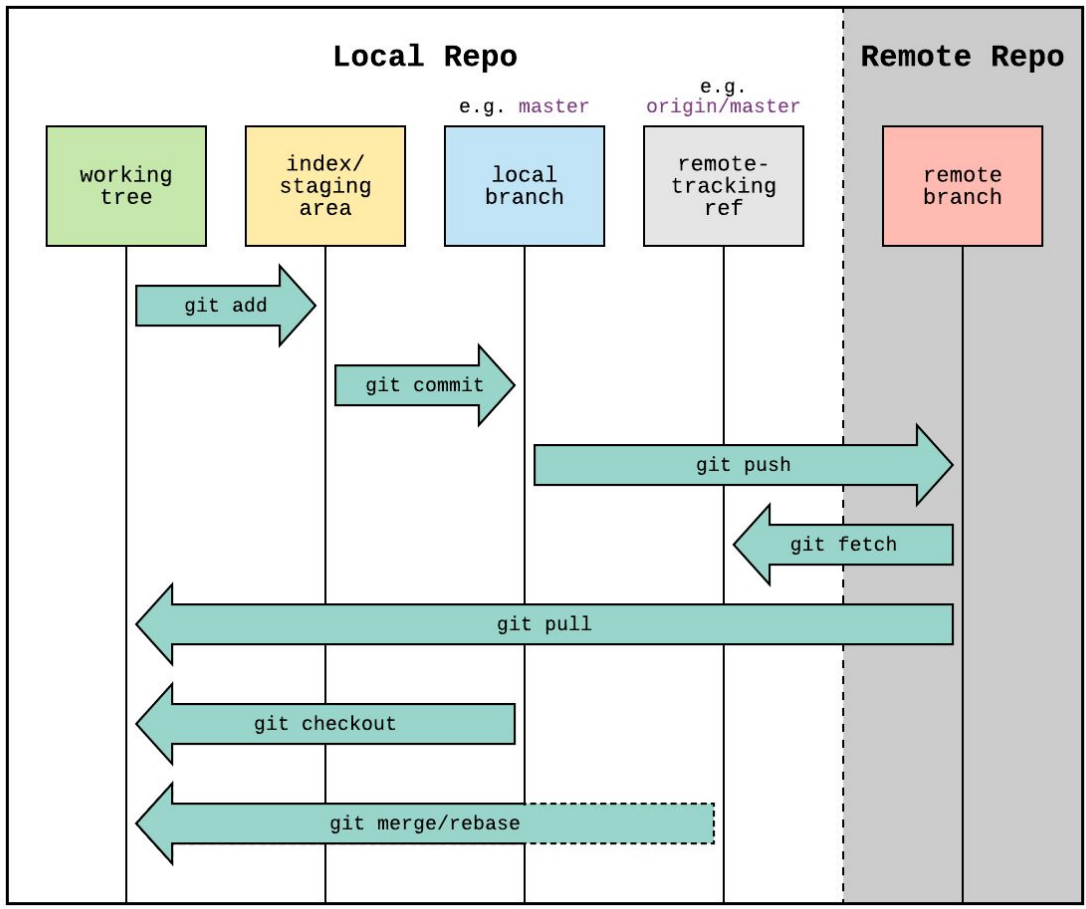 Local Repo
Remote Repo
e.g. master
e.g.
origin/master
working
tree
index/
staging
area
local
branch
remote-
tracking
ref
remote
branch
git add
git commit
git push
git fetch
git pull
git checkout
git merge/rebase